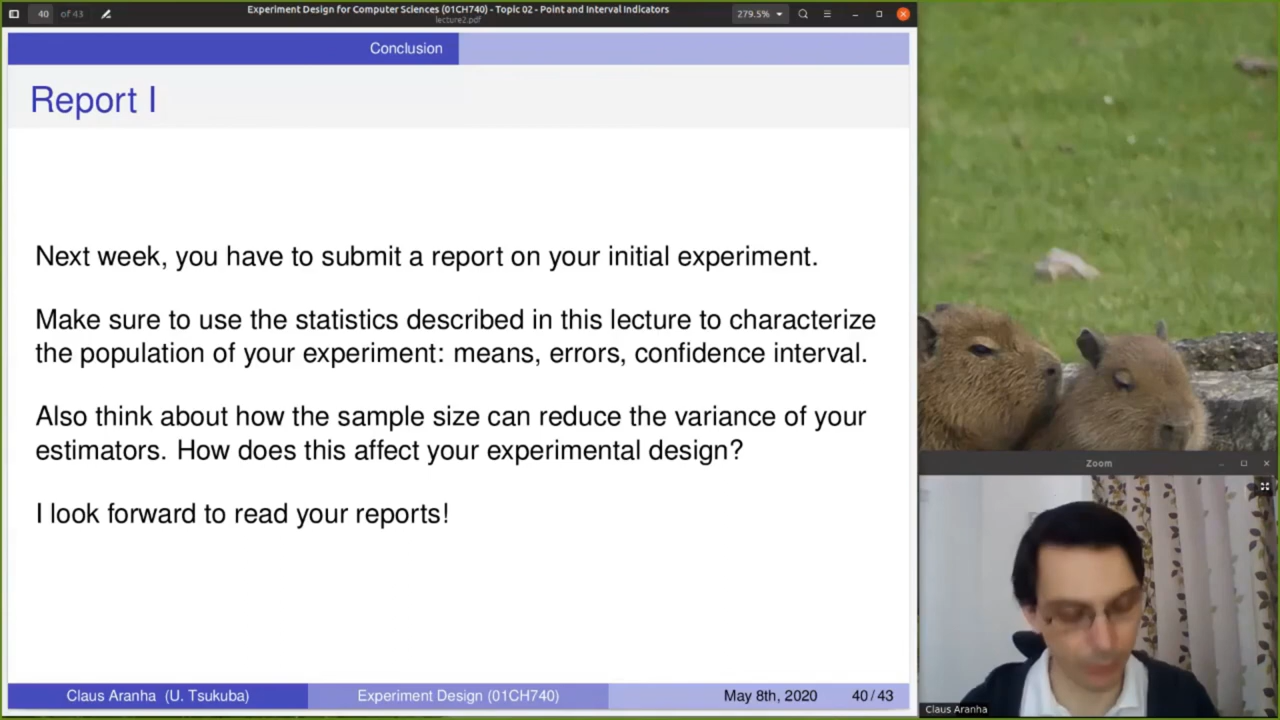 40 of 43
Experiment Design for Computer Sciences (01CH740) - Topic 02 - Point and Interval Indicators
lecture2.pdf
279.5%
Conclusion
Report I
Next week, you have to submit a report on your initial experiment.
Make sure to use the statistics described in this lecture to characterize
the population of your experiment: means, errors, confidence interval.
Also think about how the sample size can reduce the variance of your
estimators. How does this affect your experimental design?
I look forward to read your reports!
Claus Aranha (U. Tsukuba)
Experiment Design (01CH740)
May 8th, 2020
40 / 43
Zoom
Claus Aranha